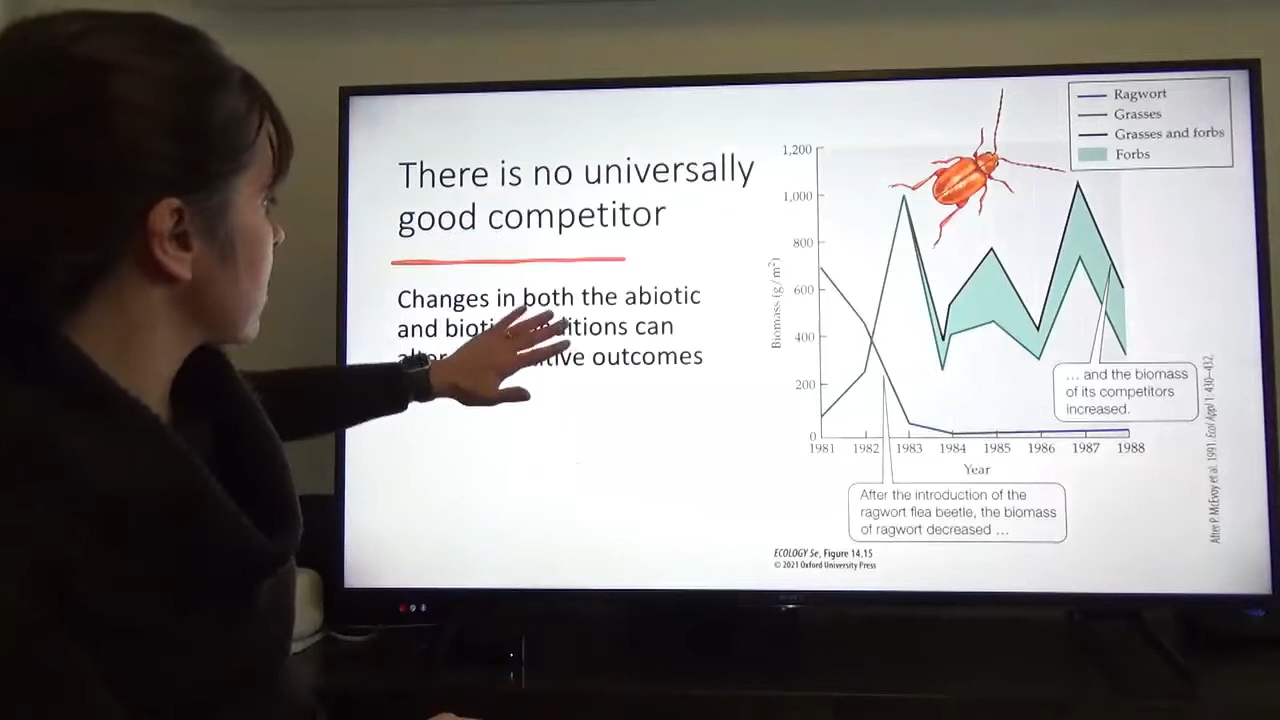 There is no universally
good competitor
Changes in both the abiotic
and biotic conditions can
outcomes
Ragwort
Grasses
Grasses and forbs
Forbs
Biomass (g/m²)
1,200
1,000
800
600
400
200
0
1981 1982 1983 1984 1985 1986 1987 1988
Year
… and the biomass
of its competitors
increased.
After the introduction of the
ragwort flea beetle, the biomass
of ragwort decreased …
After P. McEvoy et al. 1991. Ecol Appl 1: 430–432.
ECOLOGY 5e, Figure 14.15
© 2021 Oxford University Press